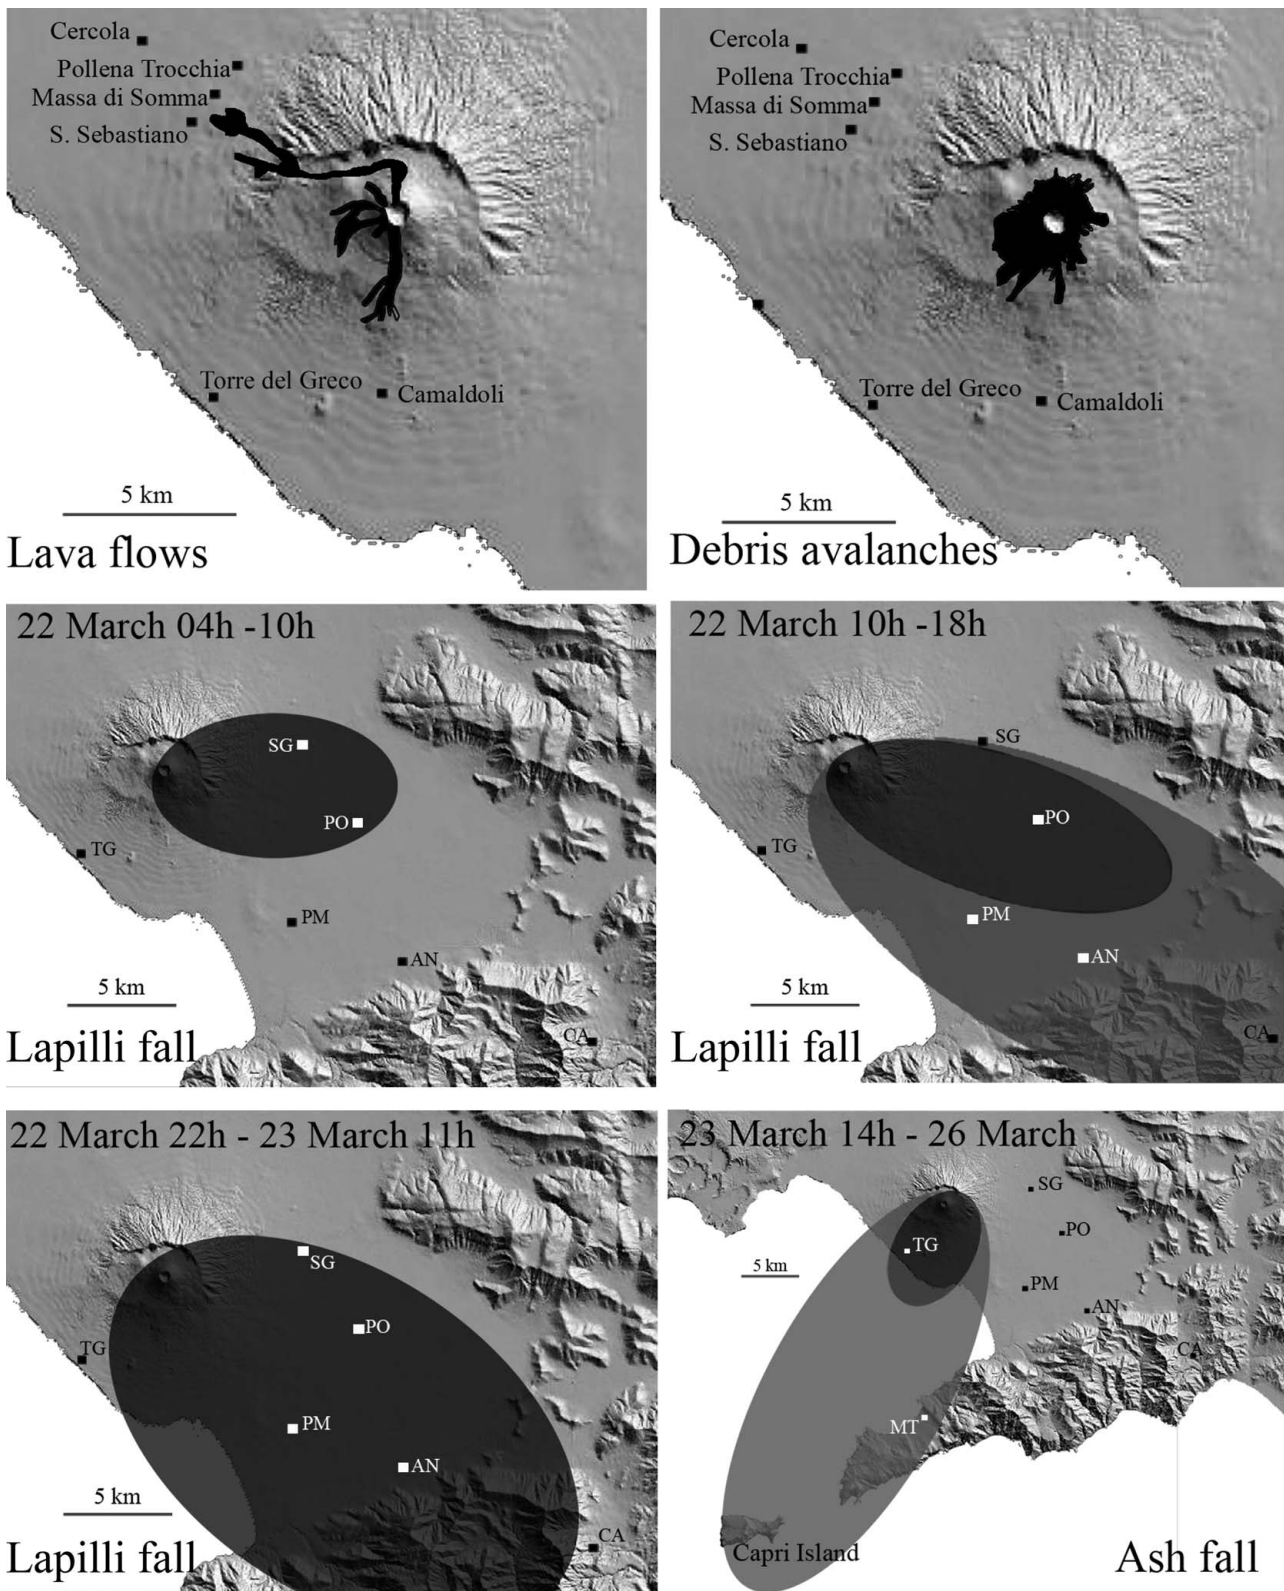 Cercola
Pollena Trocchia
Massa di Somma
S. Sebastiano
Torre del Greco
Camaldoli
5 km
Lava flows
Cercola
Pollena Trocchia
Massa di Somma
S. Sebastiano
Torre del Greco
Camaldoli
5 km
Debris avalanches
22 March 04h -10h
SG
PO
TG
PM
AN
5 km
CA
Lapilli fall
22 March 10h -18h
SG
PO
TG
PM
AN
5 km
CA
Lapilli fall
22 March 22h - 23 March 11h
SG
PO
TG
PM
AN
5 km
CA
Lapilli fall
23 March 14h - 26 March
SG
PO
TG
5 km
PM
AN
CA
MT
Capri Island
Ash fall